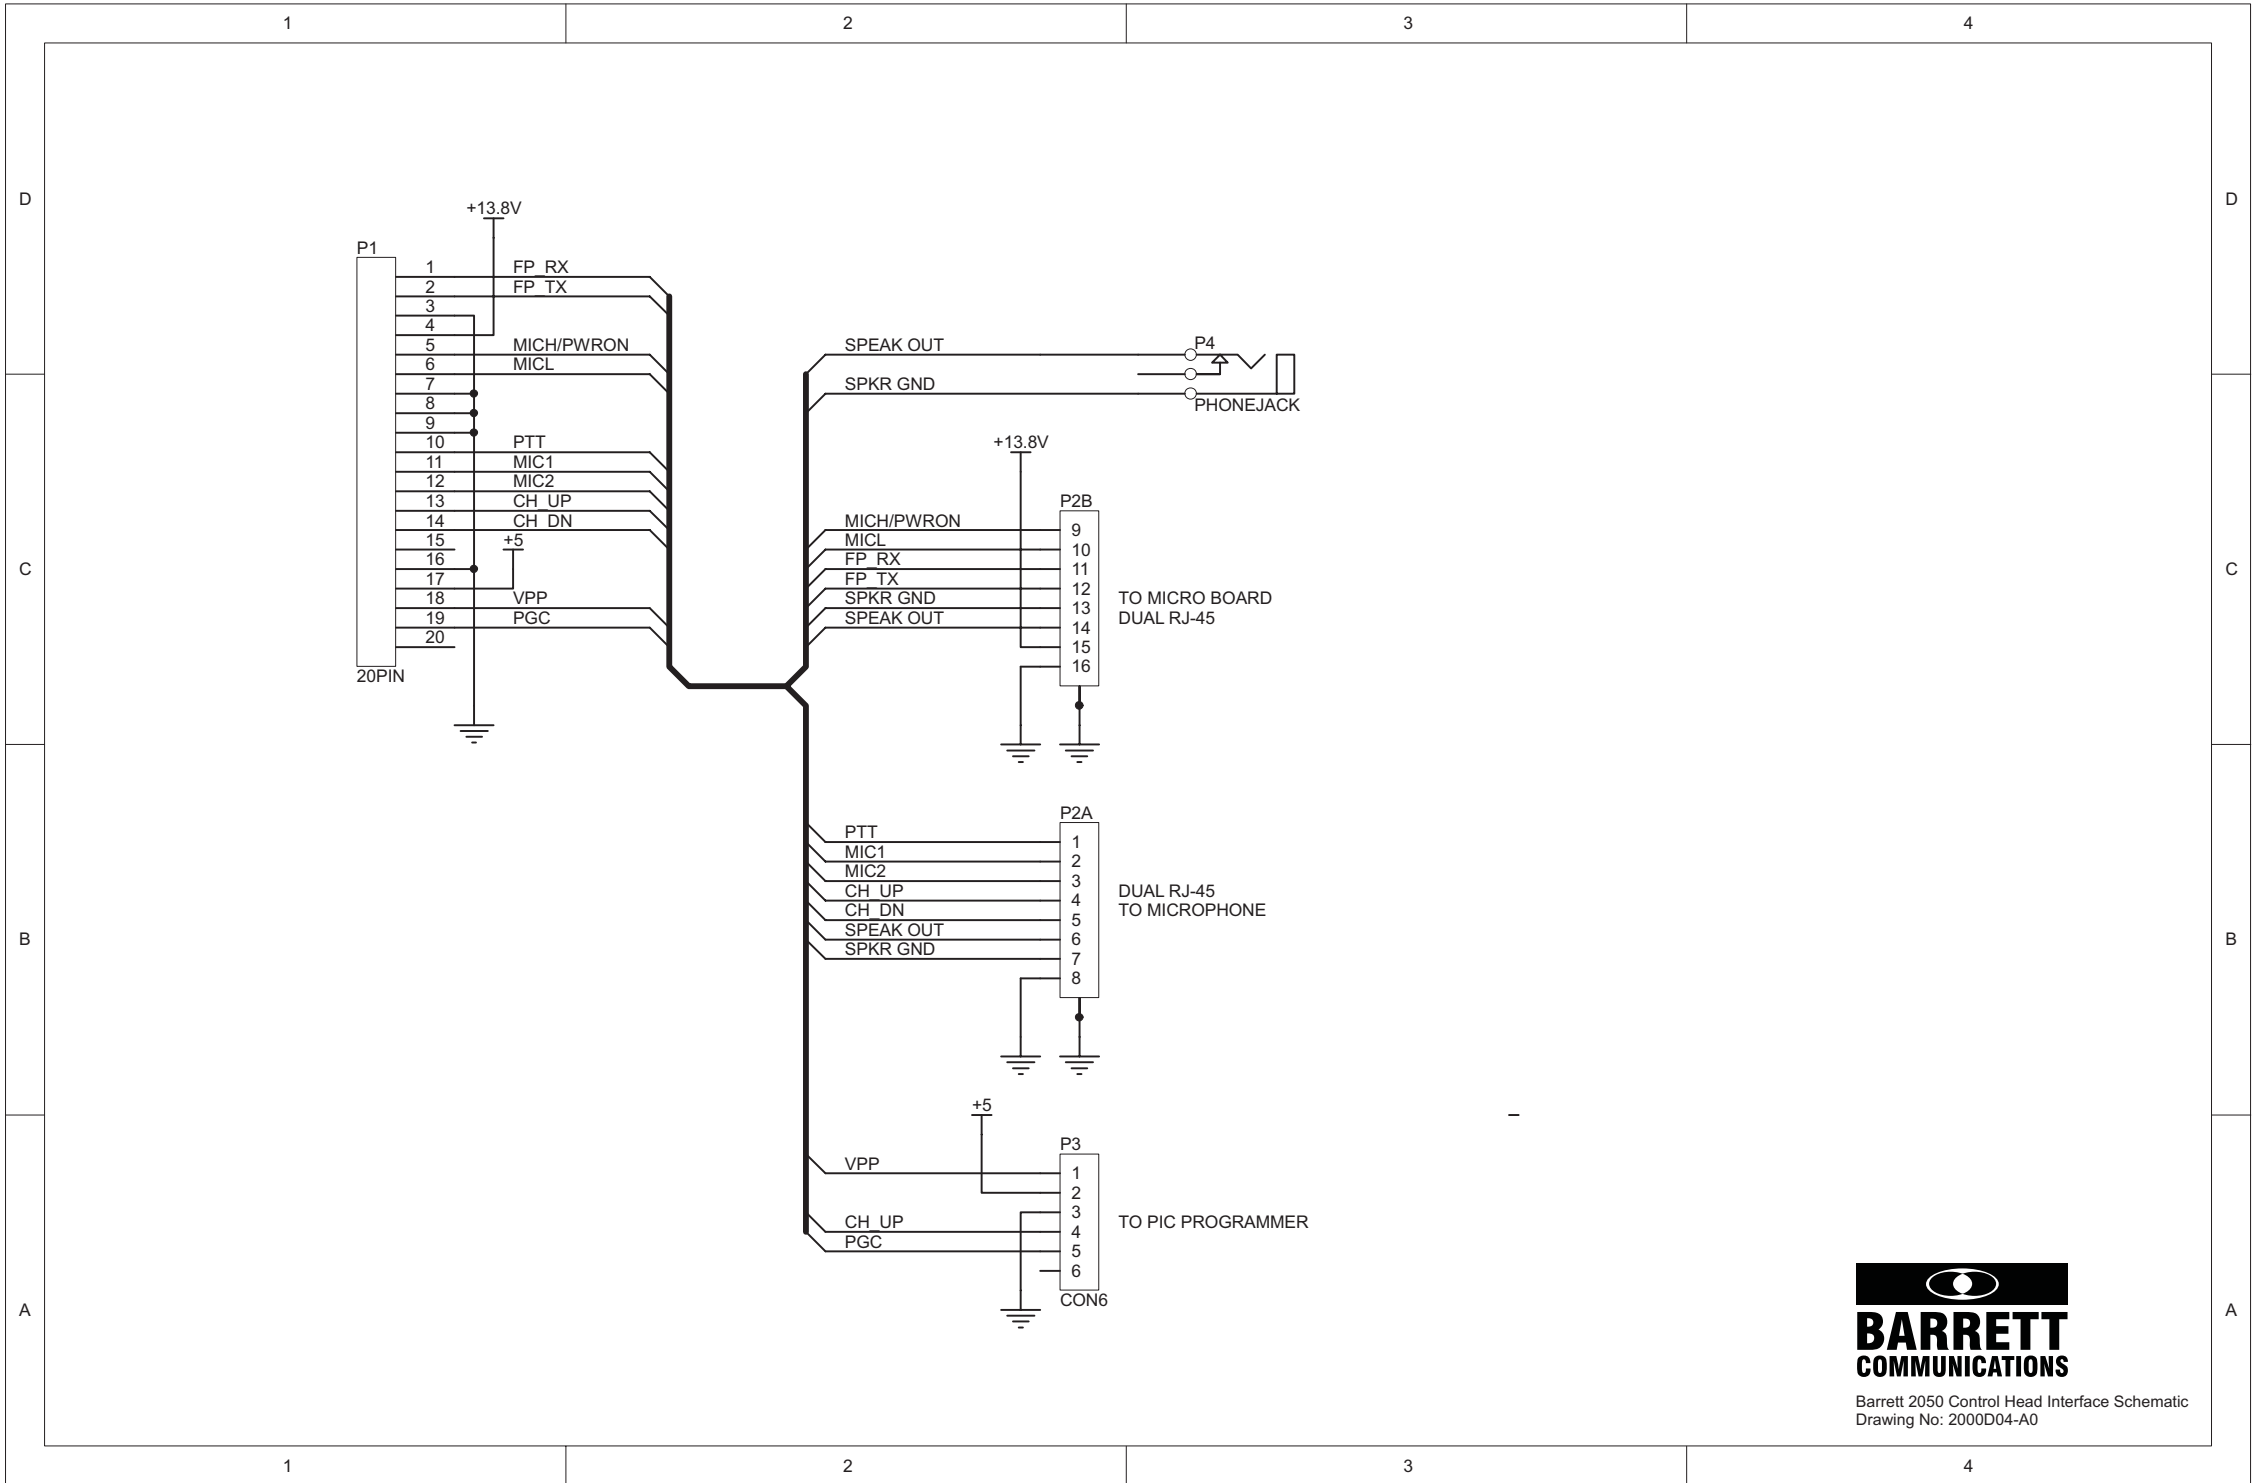 1 2 3 4
D D
+13.8V
P1
1 FP_RX
2 FP_TX
3
4
5 MICH/PWRON
6 MICL
7
8
9
10 PTT
11 MIC1
12 MIC2
13 CH_UP
14 CH_DN
15 +5
16
17
18 VPP
19 PGC
20
20PIN
SPEAK OUT P4
SPKR GND
PHONEJACK
+13.8V
P2B
MICH/PWRON 9
MICL 10
FP_RX 11
FP_TX 12
SPKR GND 13
SPEAK OUT 14
15
16
TO MICRO BOARD
DUAL RJ-45
C C
P2A
PTT 1
MIC1 2
MIC2 3
CH_UP 4
CH_DN 5
SPEAK OUT 6
SPKR GND 7
8
DUAL RJ-45
TO MICROPHONE
B B
+5
P3
VPP 1
2
3
CH_UP 4
PGC 5
6
CON6
TO PIC PROGRAMMER
A A
BARRETT
COMMUNICATIONS
Barrett 2050 Control Head Interface Schematic
Drawing No: 2000D04-A0
1 2 3 4